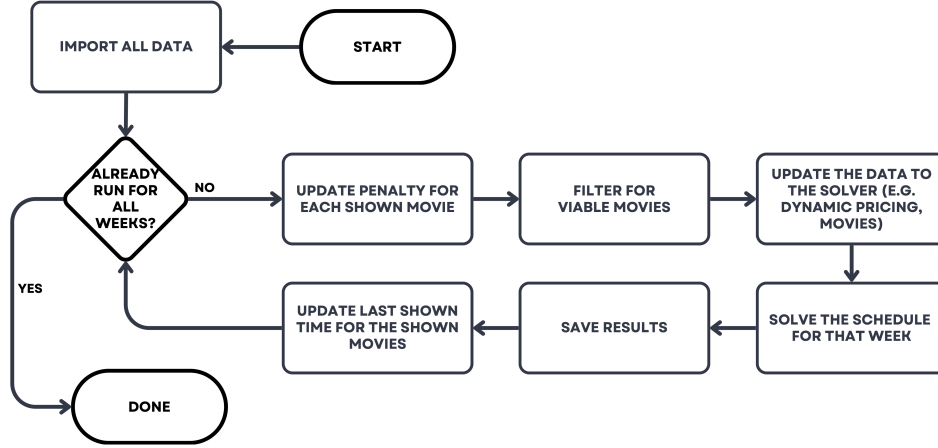 START
IMPORT ALL DATA
ALREADY
RUN FOR
ALL
WEEKS?
NO
YES
UPDATE PENALTY FOR
EACH SHOWN MOVIE
FILTER FOR
VIABLE MOVIES
UPDATE THE DATA TO
THE SOLVER (E.G.
DYNAMIC PRICING,
MOVIES)
SOLVE THE SCHEDULE
FOR THAT WEEK
SAVE RESULTS
UPDATE LAST SHOWN
TIME FOR THE SHOWN
MOVIES
DONE